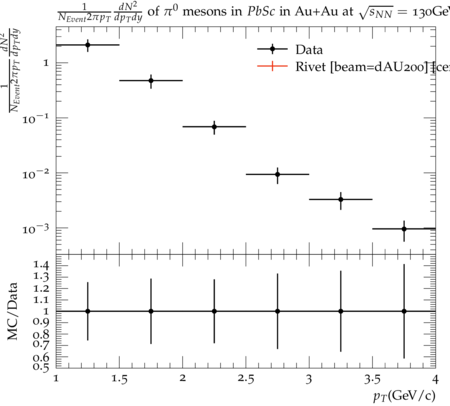 1/(N_Event 2πp_T) dN²/(dp_T dy) of π⁰ mesons in PbSc in Au+Au at √s_NN = 130GeV
1/(N_Event 2πp_T) dN²/(dp_T dy)
Data
Rivet [beam=dAU200]
1
10⁻¹
10⁻²
10⁻³
MC/Data
1.4
1.3
1.2
1.1
1
0.9
0.8
0.7
0.6
0.5
1 1.5 2 2.5 3 3.5 4
p_T(GeV/c)